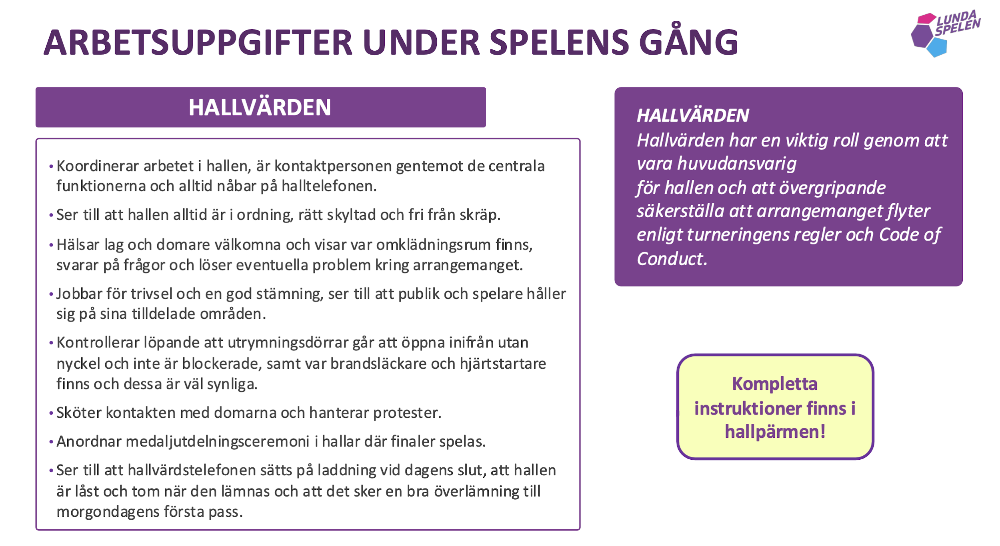 ARBETSUPPGIFTER UNDER SPELENS GÅNG
LUNDA
SPELEN
HALLVÄRDEN
• Koordinerar arbetet i hallen, är kontaktpersonen gentemot de centrala
funktionerna och alltid nåbar på halltelefonen.
• Ser till att hallen alltid är i ordning, rätt skyltad och fri från skräp.
• Hälsar lag och domare välkomna och visar var omklädningsrum finns,
svarar på frågor och löser eventuella problem kring arrangemanget.
• Jobbar för trivsel och en god stämning, ser till att publik och spelare håller
sig på sina tilldelade områden.
• Kontrollerar löpande att utrymningsdörrar går att öppna inifrån utan
nyckel och inte är blockerade, samt var brandsläckare och hjärtstartare
finns och dessa är väl synliga.
• Sköter kontakten med domarna och hanterar protester.
• Anordnar medaljutdelningsceremoni i hallar där finaler spelas.
• Ser till att hallvärdstelefonen sätts på laddning vid dagens slut, att hallen
är låst och tom när den lämnas och att det sker en bra överlämning till
morgondagens första pass.
HALLVÄRDEN
Hallvärden har en viktig roll genom att
vara huvudansvarig
för hallen och att övergripande
säkerställa att arrangemanget flyter
enligt turneringens regler och Code of
Conduct.
Kompletta
instruktioner finns i
hallpärmen!